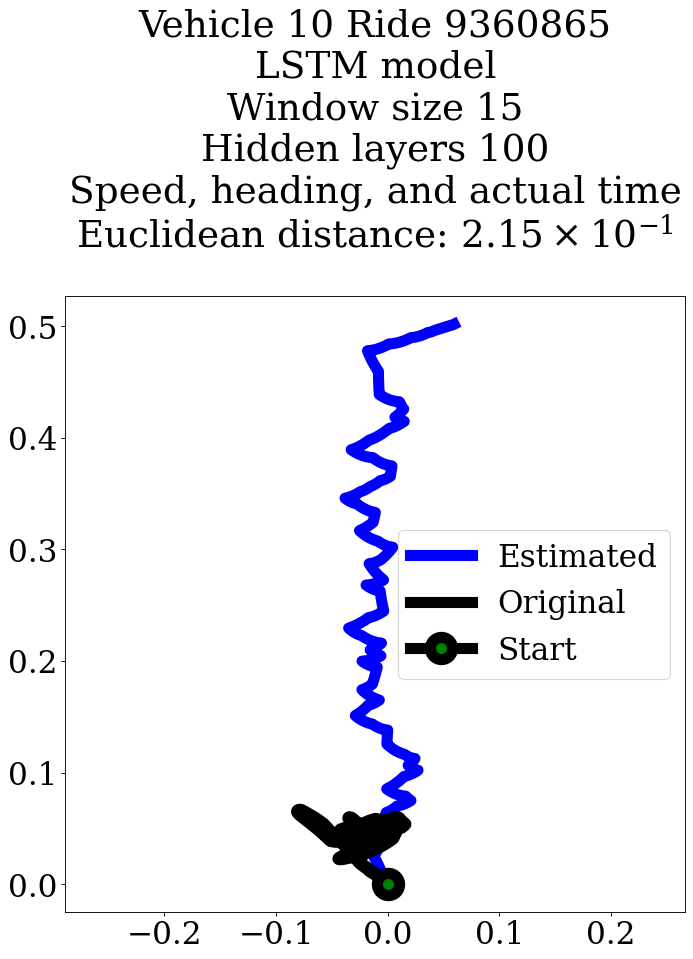 Vehicle 10 Ride 9360865
LSTM model
Window size 15
Hidden layers 100
Speed, heading, and actual time
Euclidean distance: 2.15 × 10⁻¹
0.5
0.4
0.3
0.2
0.1
0.0
Estimated
Original
Start
−0.2 −0.1 0.0 0.1 0.2